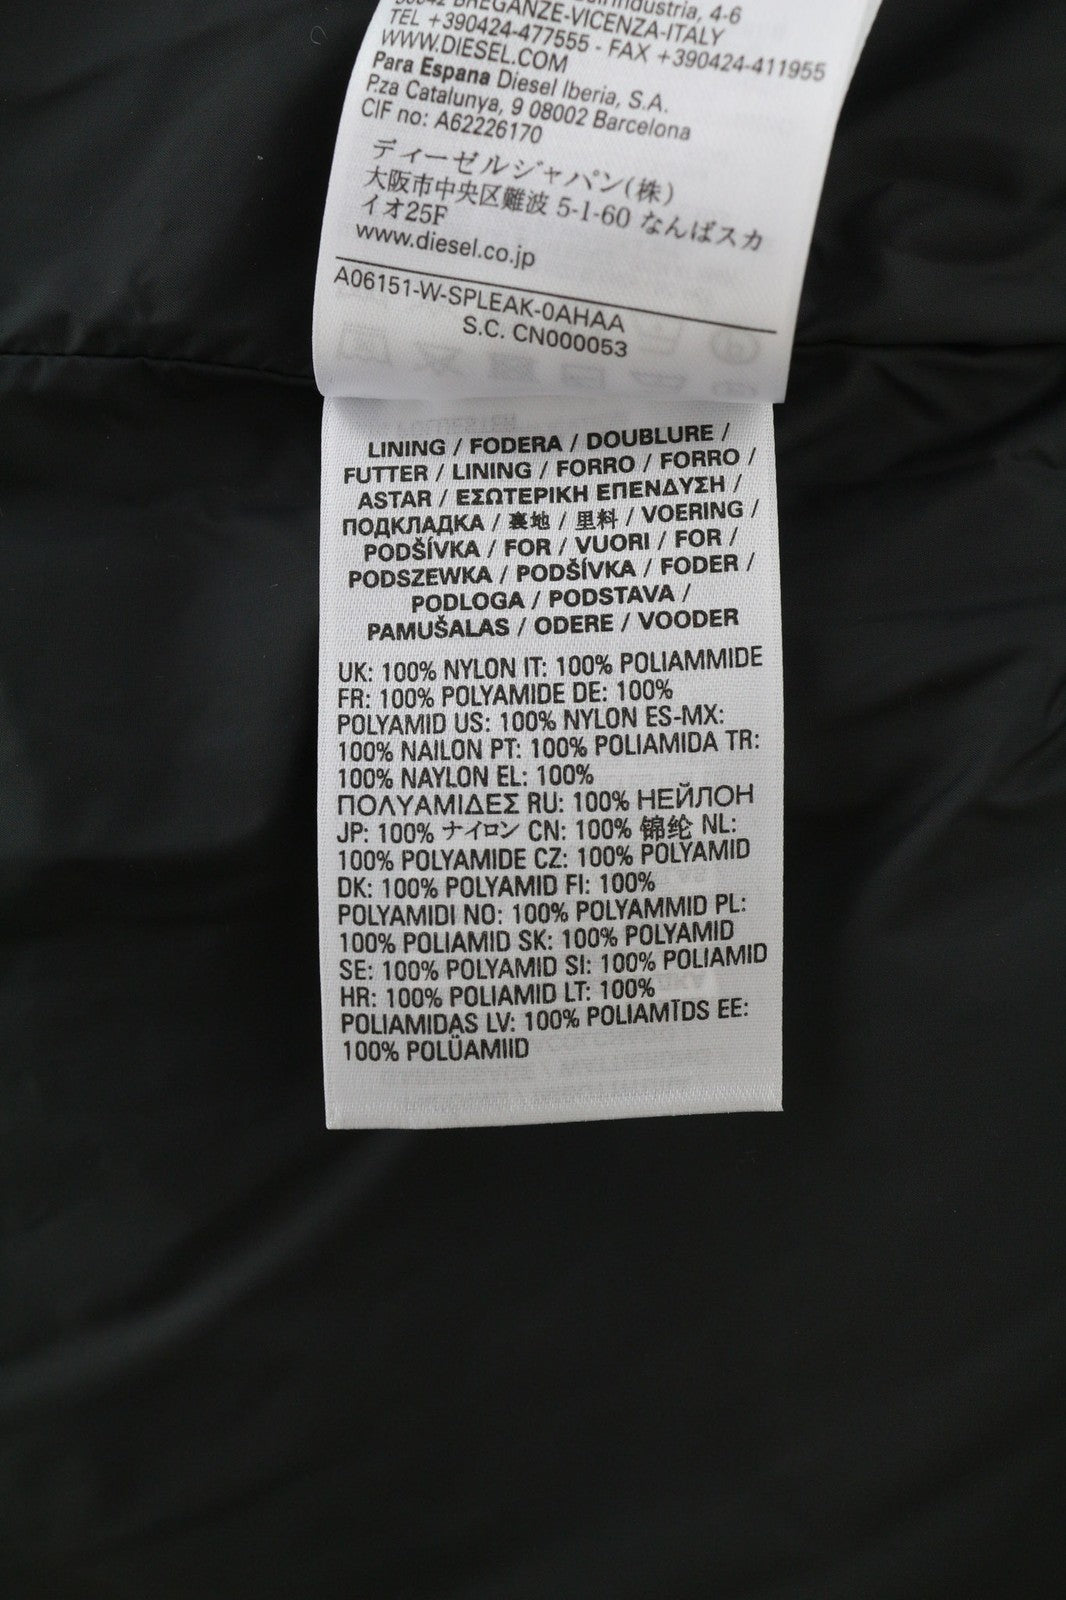 dell'Industria, 4-6
36042 BREGANZE-VICENZA-ITALY
TEL +390424-477555 - FAX +390424-411955
WWW.DIESEL.COM
Para Espana Diesel Iberia, S.A.
P.za Catalunya, 9 08002 Barcelona
CIF no: A62226170
ディーゼルジャパン(株)
大阪市中央区難波 5-1-60 なんばスカ
イオ25F
www.diesel.co.jp
A06151-W-SPLEAK-0AHAA
S.C. CN000053
LINING / FODERA / DOUBLURE /
FUTTER / LINING / FORRO / FORRO /
ASTAR / ΕΣΩΤΕΡΙΚΗ ΕΠΕΝΔΥΣΗ /
ПОДКЛАДКА / 裏地 / 里料 / VOERING /
PODŠÍVKA / FOR / VUORI / FOR /
PODSZEWKA / PODŠÍVKA / FODER /
PODLOGA / PODSTAVA /
PAMUŠALAS / ODERE / VOODER
UK: 100% NYLON IT: 100% POLIAMMIDE
FR: 100% POLYAMIDE DE: 100%
POLYAMID US: 100% NYLON ES-MX:
100% NAILON PT: 100% POLIAMIDA TR:
100% NAYLON EL: 100%
ΠΟΛΥΑΜΙΔΕΣ RU: 100% НЕЙЛОН
JP: 100% ナイロン CN: 100% 锦纶 NL:
100% POLYAMIDE CZ: 100% POLYAMID
DK: 100% POLYAMID FI: 100%
POLYAMIDI NO: 100% POLYAMMID PL:
100% POLIAMID SK: 100% POLYAMID
SE: 100% POLYAMID SI: 100% POLIAMID
HR: 100% POLIAMID LT: 100%
POLIAMIDAS LV: 100% POLIAMĪDS EE:
100% POLÜAMIID